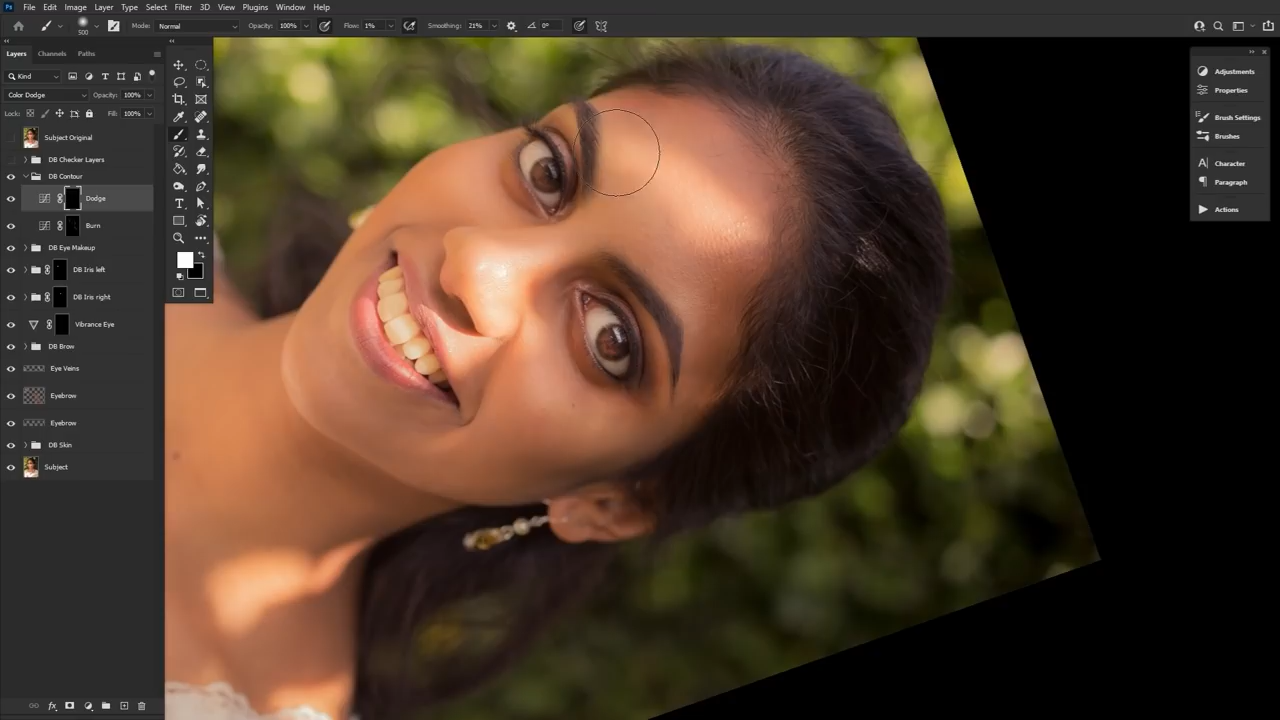 Ps File Edit Image Layer Type Select Filter 3D View Plugins Window Help
500 Mode: Normal Opacity: 100% Flow: 1% Smoothing: 21% 0°
Layers Channels Paths
Kind
Color Dodge Opacity: 100%
Lock: Fill: 100%
Subject Original
DB Checker Layers
DB Contour
Dodge
Burn
DB Eye Makeup
DB Iris left
DB Iris right
Vibrance Eye
DB Brow
Eye Veins
Eyebrow
Eyebrow
DB Skin
Subject
fx
Adjustments
Properties
Brush Settings
Brushes
Character
Paragraph
Actions